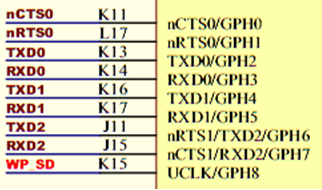 nCTS0 K11 nCTS0/GPH0
nRTS0 L17 nRTS0/GPH1
TXD0 K13 TXD0/GPH2
RXD0 K14 RXD0/GPH3
TXD1 K16 TXD1/GPH4
RXD1 K17 RXD1/GPH5
TXD2 J11 nRTS1/TXD2/GPH6
RXD2 J15 nCTS1/RXD2/GPH7
WP_SD K15 UCLK/GPH8